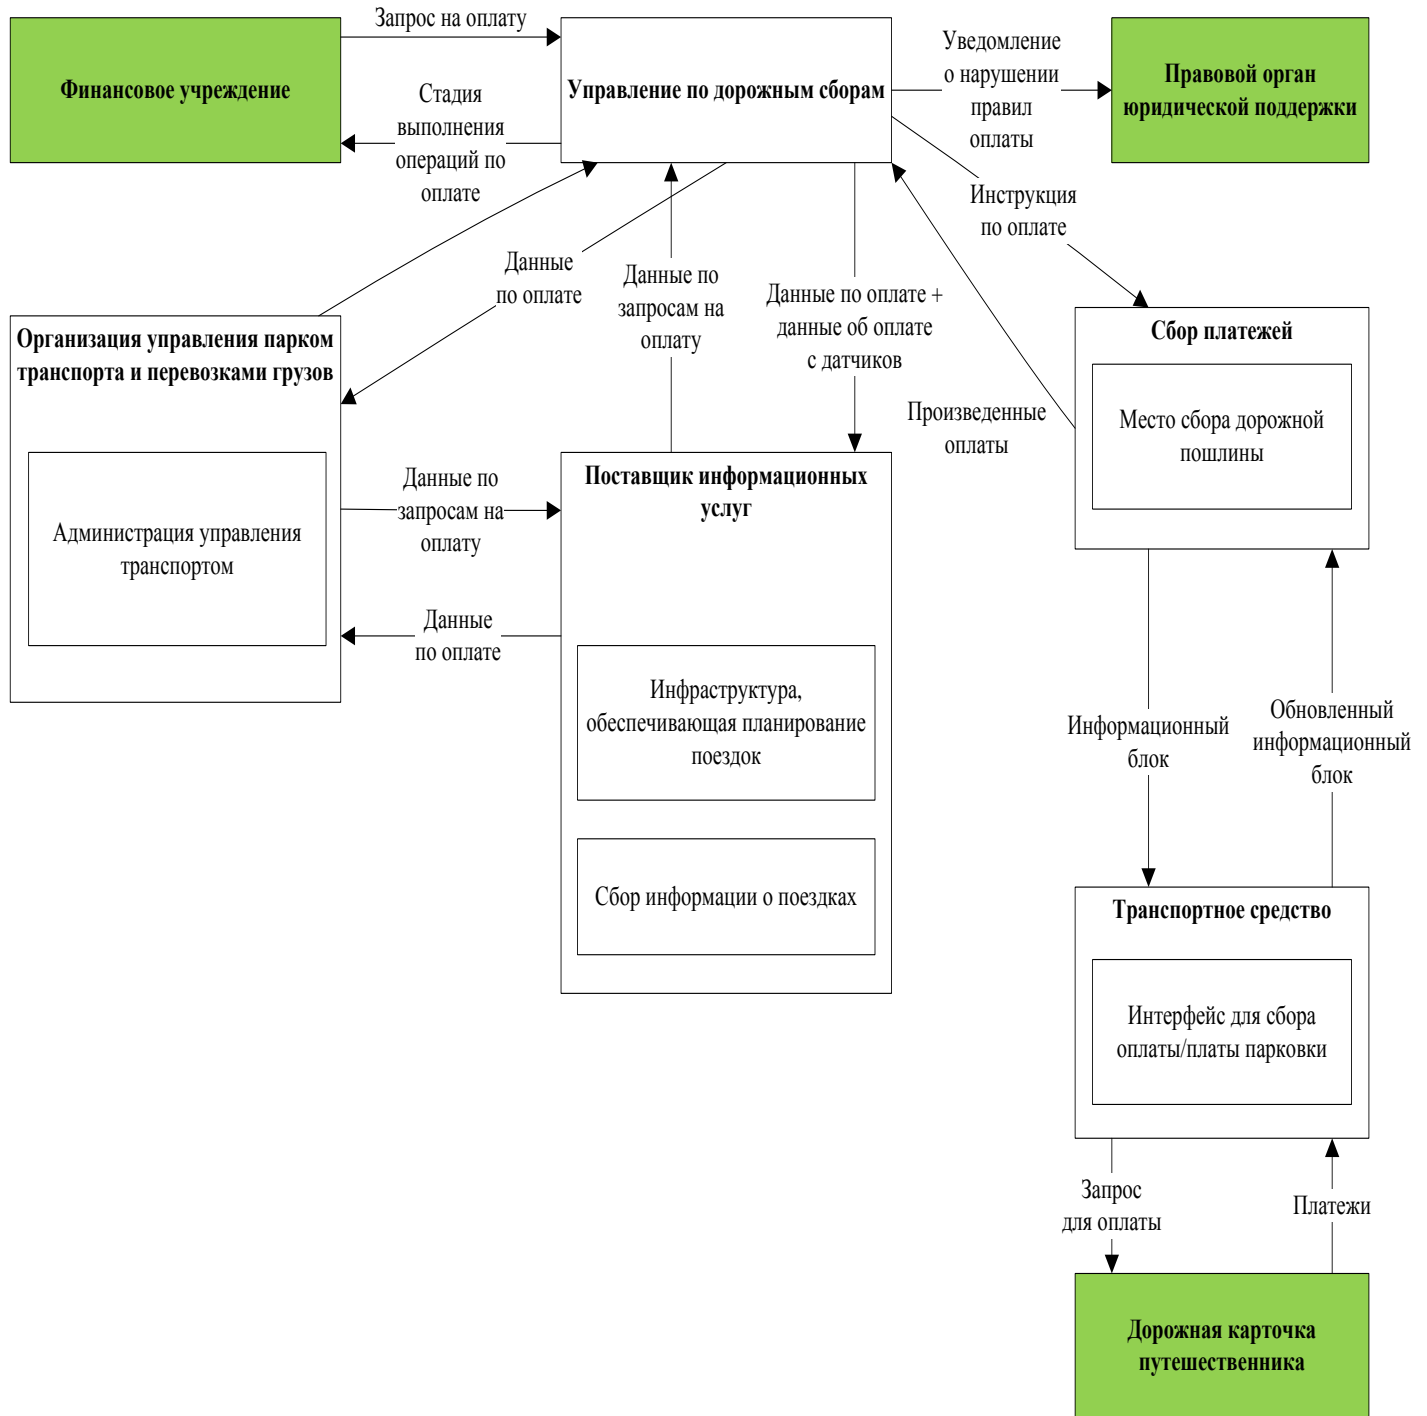 Запрос на оплату
Финансовое учреждение
Управление по дорожным сборам
Уведомление
о нарушении
правил
оплаты
Правовой орган
юридической поддержки
Стадия
выполнения
операций по
оплате
Инструкция
по оплате
Данные
по оплате
Данные по
запросам на
оплату
Данные по оплате +
данные об оплате
с датчиков
Организация управления парком
транспорта и перевозками грузов
Администрация управления
транспортом
Сбор платежей
Место сбора дорожной
пошлины
Произведенные
оплаты
Данные по
запросам на
оплату
Данные
по оплате
Поставщик информационных
услуг
Инфраструктура,
обеспечивающая планирование
поездок
Сбор информации о поездках
Информационный
блок
Обновленный
информационный
блок
Транспортное средство
Интерфейс для сбора
оплаты/платы парковки
Запрос
для оплаты
Платежи
Дорожная карточка
путешественника